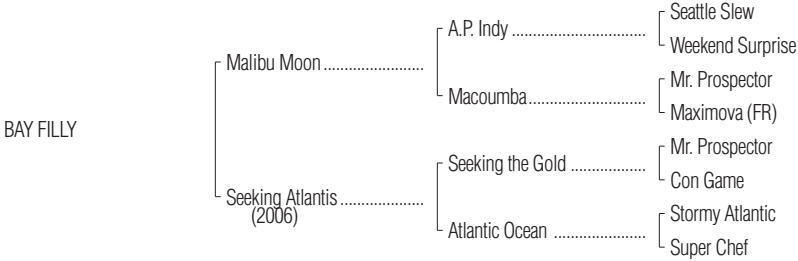 BAY FILLY
Malibu Moon .......................
Seeking Atlantis ...................
(2006)
A.P. Indy ..............................
Macoumba ..........................
Seeking the Gold .................
Atlantic Ocean .....................
Seattle Slew
Weekend Surprise
Mr. Prospector
Maximova (FR)
Mr. Prospector
Con Game
Stormy Atlantic
Super Chef